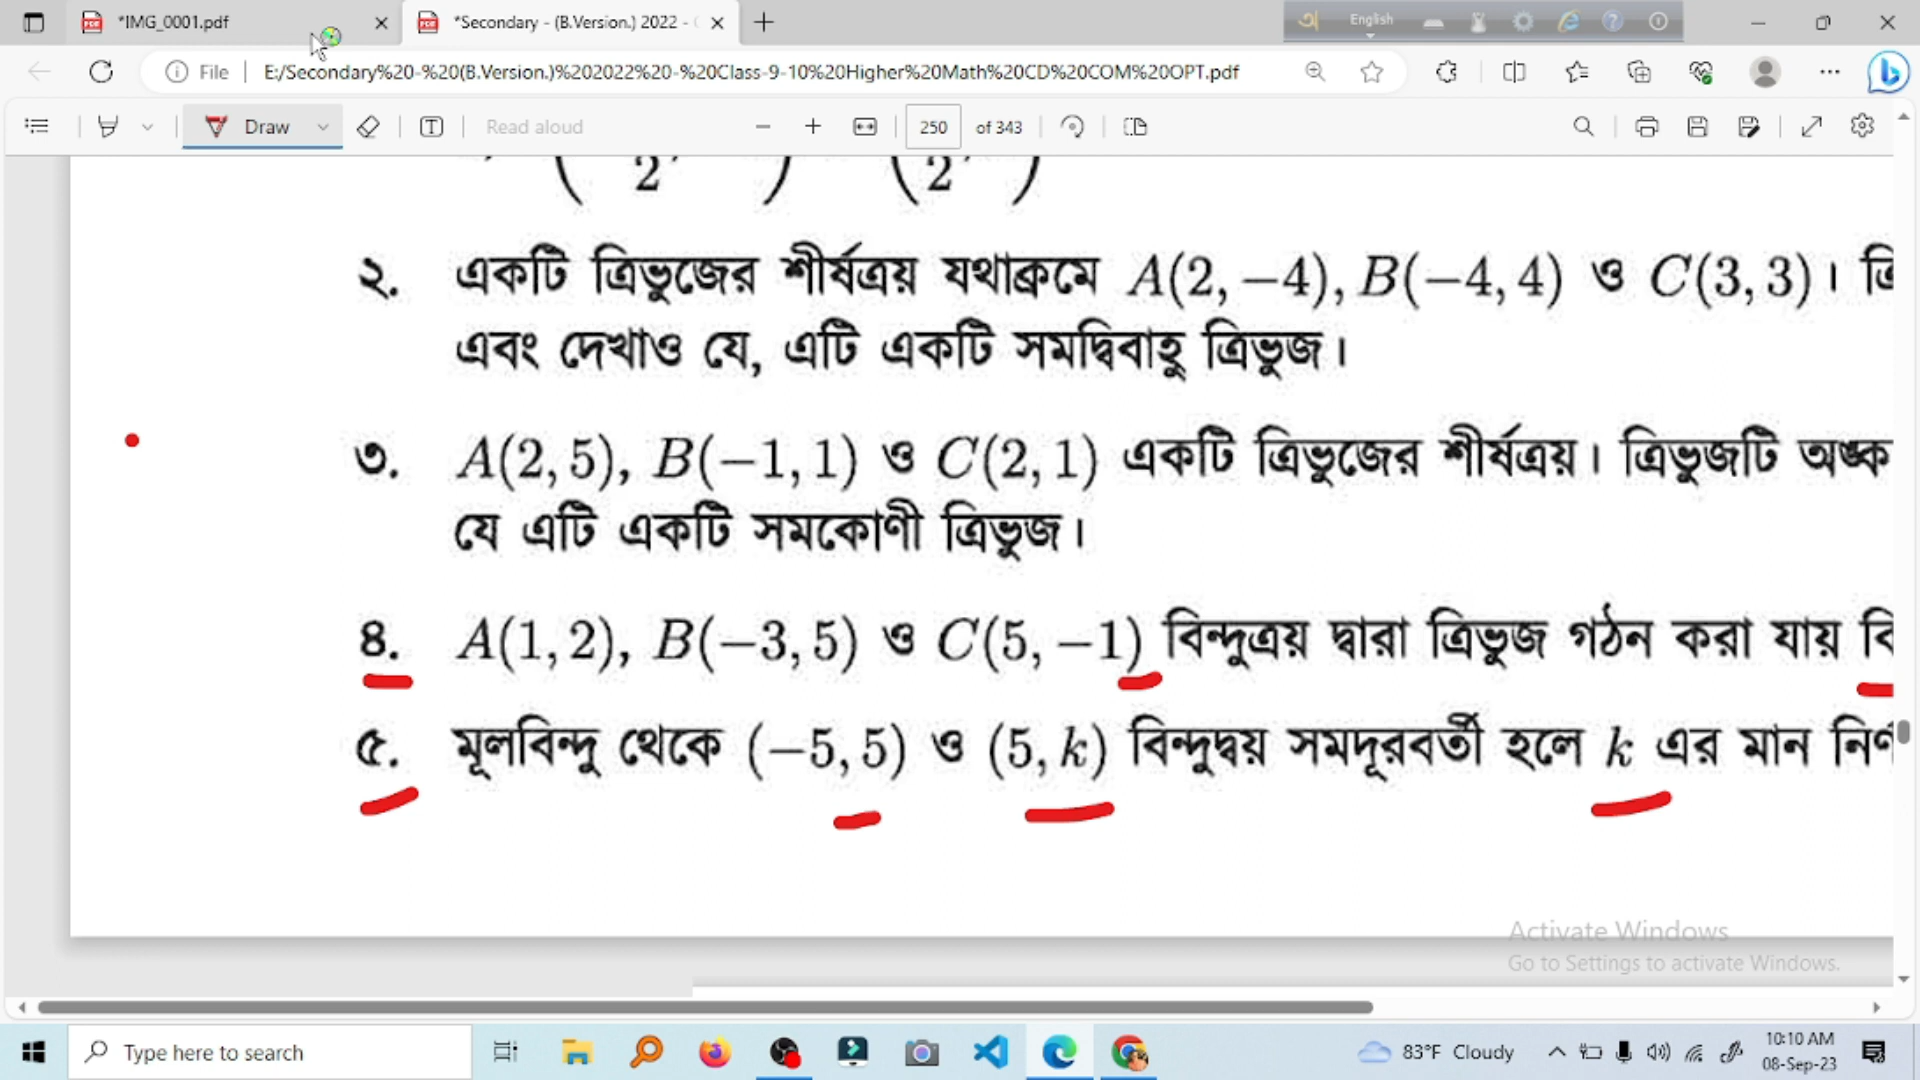 *IMG_0001.pdf
*Secondary - (B.Version.) 2022 -
English
File
E:/Secondary%20-%20(B.Version.)%202022%20-%20Class-9-10%20Higher%20Math%20CD%20COM%20OPT.pdf
Draw
Read aloud
250 of 343
2
2
২. একটি ত্রিভুজের শীর্ষত্রয় যথাক্রমে A(2, −4), B(−4, 4) ও C(3, 3)। ত্রি
এবং দেখাও যে, এটি একটি সমদ্বিবাহু ত্রিভুজ।
৩. A(2, 5), B(−1, 1) ও C(2, 1) একটি ত্রিভুজের শীর্ষত্রয়। ত্রিভুজটি অঙ্ক
যে এটি একটি সমকোণী ত্রিভুজ।
৪. A(1, 2), B(−3, 5) ও C(5, −1) বিন্দুত্রয় দ্বারা ত্রিভুজ গঠন করা যায়
৫. মূলবিন্দু থেকে (−5, 5) ও (5, k) বিন্দুদ্বয় সমদূরবর্তী হলে k এর মান
Activate Windows
Go to Settings to activate Windows.
Type here to search
83°F Cloudy
10:10 AM
08-Sep-23